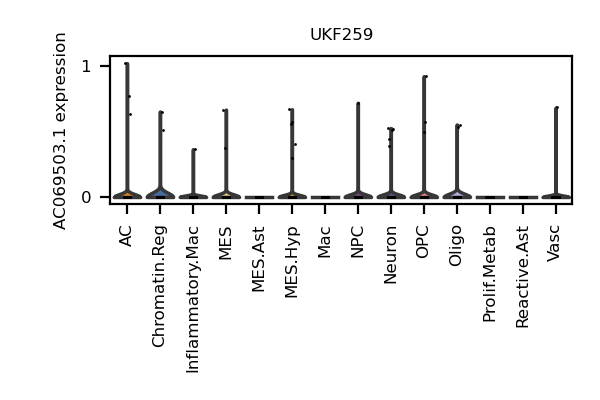 UKF259
AC069503.1 expression
1
0
AC
Chromatin.Reg
Inflammatory.Mac
MES
MES.Ast
MES.Hyp
Mac
NPC
Neuron
OPC
Oligo
Prolif.Metab
Reactive.Ast
Vasc